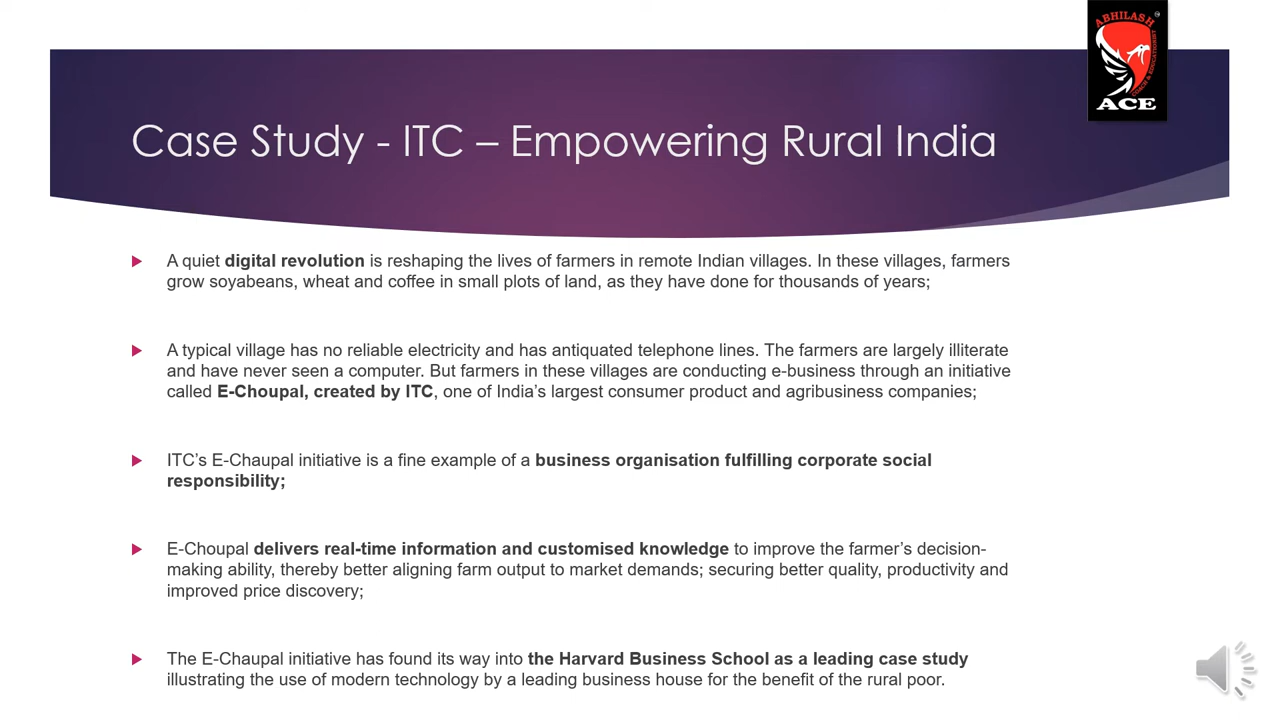 ABHILASH
COACH & EDUCATIONIST
ACE
Case Study - ITC – Empowering Rural India
A quiet digital revolution is reshaping the lives of farmers in remote Indian villages. In these villages, farmers
grow soyabeans, wheat and coffee in small plots of land, as they have done for thousands of years;
A typical village has no reliable electricity and has antiquated telephone lines. The farmers are largely illiterate
and have never seen a computer. But farmers in these villages are conducting e-business through an initiative
called E-Choupal, created by ITC, one of India’s largest consumer product and agribusiness companies;
ITC’s E-Chaupal initiative is a fine example of a business organisation fulfilling corporate social
responsibility;
E-Choupal delivers real-time information and customised knowledge to improve the farmer’s decision-
making ability, thereby better aligning farm output to market demands; securing better quality, productivity and
improved price discovery;
The E-Chaupal initiative has found its way into the Harvard Business School as a leading case study
illustrating the use of modern technology by a leading business house for the benefit of the rural poor.